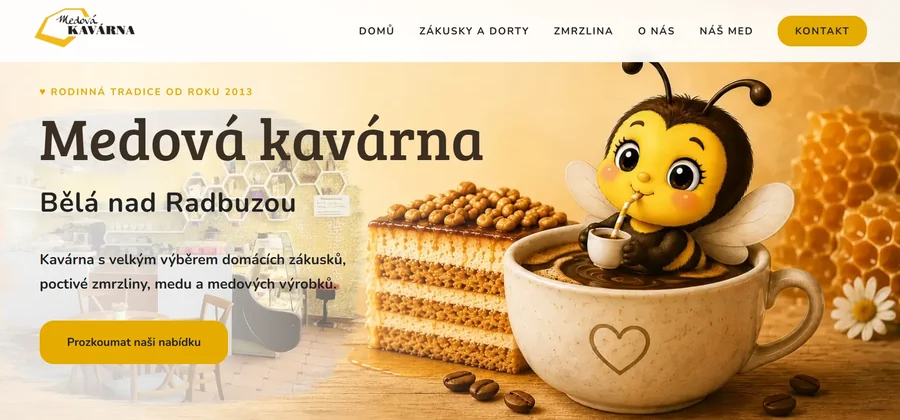 Medová
KAVÁRNA
DOMŮ
ZÁKUSKY A DORTY
ZMRZLINA
O NÁS
NÁŠ MED
KONTAKT
♥ RODINNÁ TRADICE OD ROKU 2013
Medová kavárna
Bělá nad Radbuzou
Kavárna s velkým výběrem domácích zákusků,
poctivé zmrzliny, medu a medových výrobků.
Prozkoumat naši nabídku